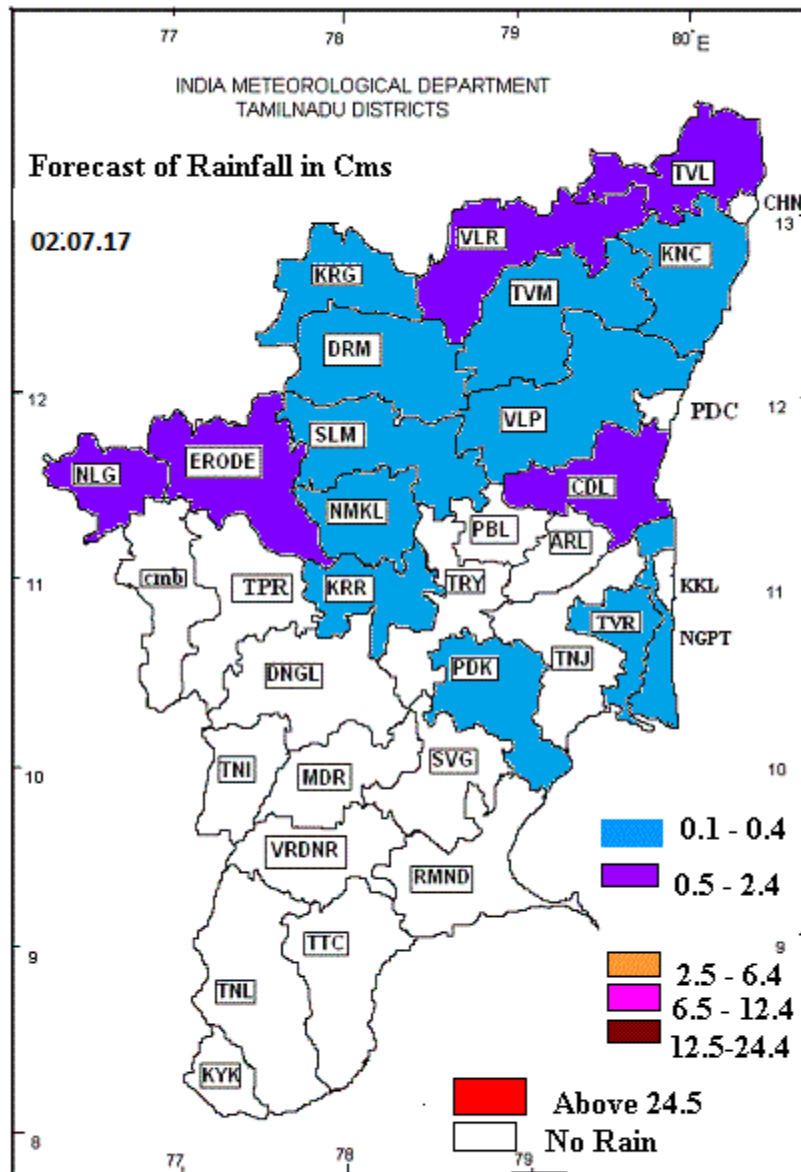 77 78 79 80° E
INDIA METEOROLOGICAL DEPARTMENT
TAMILNADU DISTRICTS
Forecast of Rainfall in Cms
TVL
CHN
13
02.07.17
VLR
KNC
KRG
TVM
DRM
12
12
PDC
VLP
SLM
ERODE
NLG
CDL
NMKL
PBL
ARL
11
cmb
TPR
KRR
TRY
KKL
11
TVR
NGPT
DNGL
PDK
TNJ
10
TNI
MDR
SVG
10
0.1 - 0.4
VRDNR
RMND
0.5 - 2.4
9
TTC
9
2.5 - 6.4
TNL
6.5 - 12.4
12.5-24.4
KYK
Above 24.5
8
No Rain
77 78 79